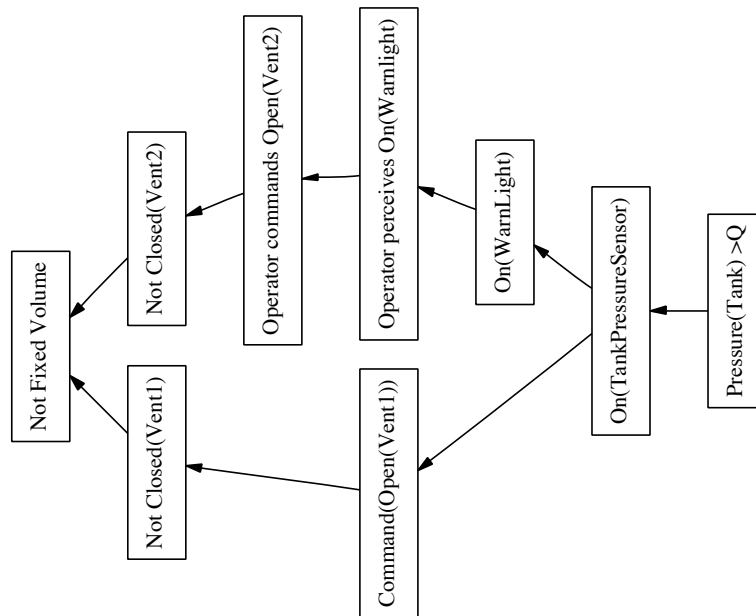 Not Fixed Volume
Not Closed(Vent1)
Not Closed(Vent2)
Operator commands Open(Vent2)
Command(Open(Vent1))
Operator perceives On(Warnlight)
On(WarnLight)
On(TankPressureSensor)
Pressure(Tank) >Q